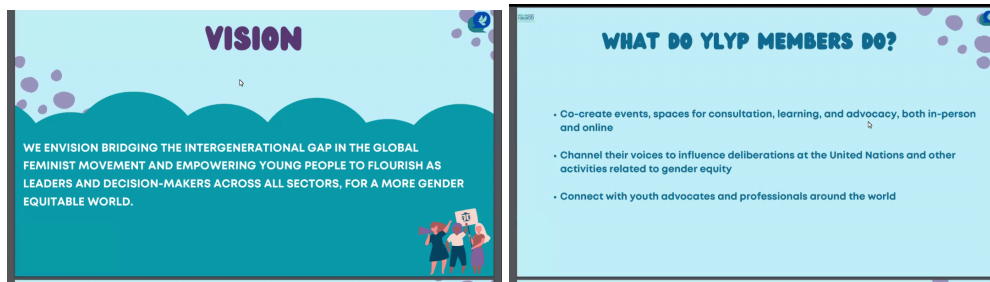 VISION
WE ENVISION BRIDGING THE INTERGENERATIONAL GAP IN THE GLOBAL
FEMINIST MOVEMENT AND EMPOWERING YOUNG PEOPLE TO FLOURISH AS
LEADERS AND DECISION-MAKERS ACROSS ALL SECTORS, FOR A MORE GENDER
EQUITABLE WORLD.
WHAT DO YLYP MEMBERS DO?
• Co-create events, spaces for consultation, learning, and advocacy, both in-person
and online
• Channel their voices to influence deliberations at the United Nations and other
activities related to gender equity
• Connect with youth advocates and professionals around the world